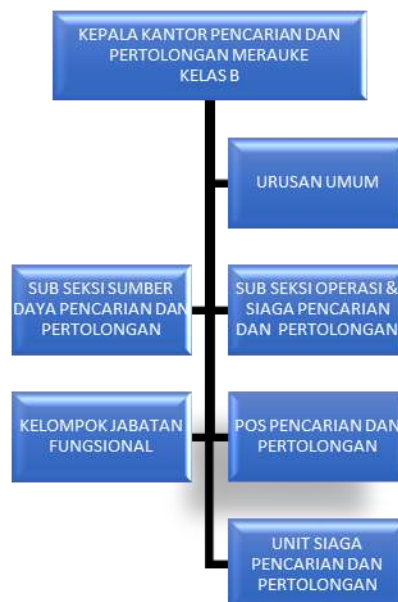 KEPALA KANTOR PENCARIAN DAN
PERTOLONGAN MERAUKE
KELAS B
URUSAN UMUM
SUB SEKSI SUMBER
DAYA PENCARIAN DAN
PERTOLONGAN
SUB SEKSI OPERASI &
SIAGA PENCARIAN
DAN PERTOLONGAN
KELOMPOK JABATAN
FUNGSIONAL
POS PENCARIAN DAN
PERTOLONGAN
UNIT SIAGA
PENCARIAN DAN
PERTOLONGAN